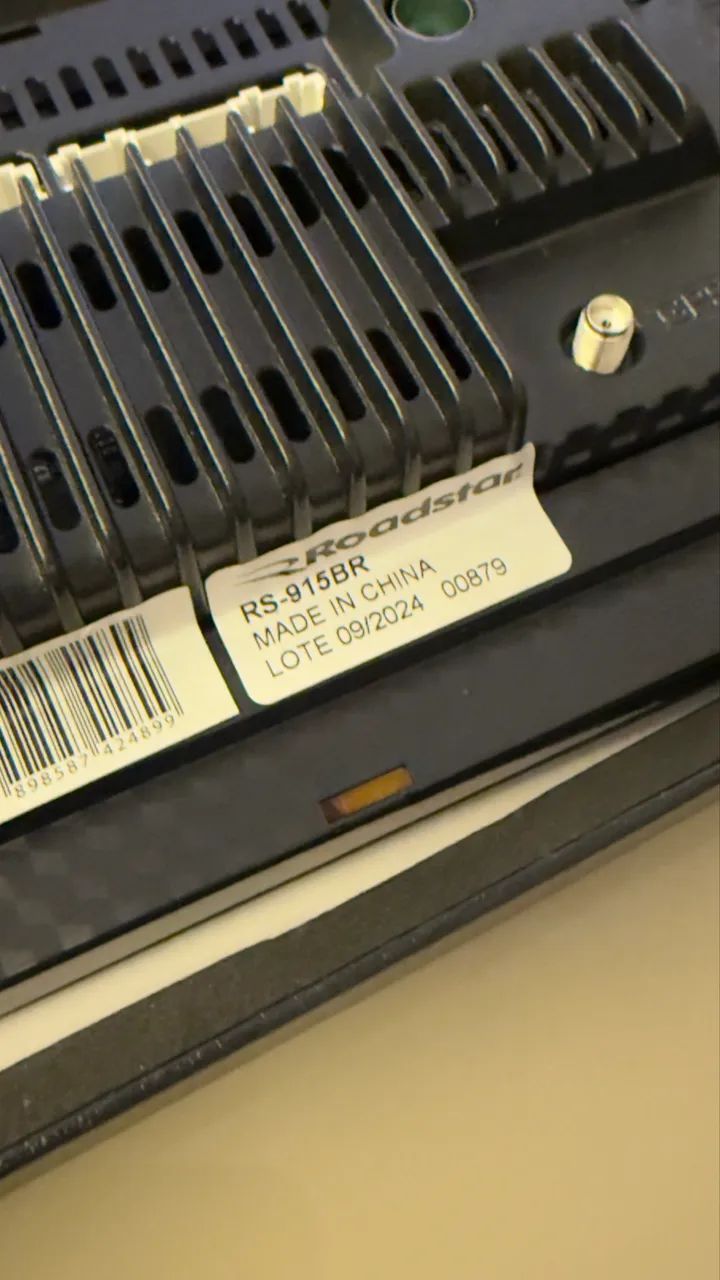 Roadstar
RS-915BR
MADE IN CHINA
LOTE 09/2024 00879
898587 424899